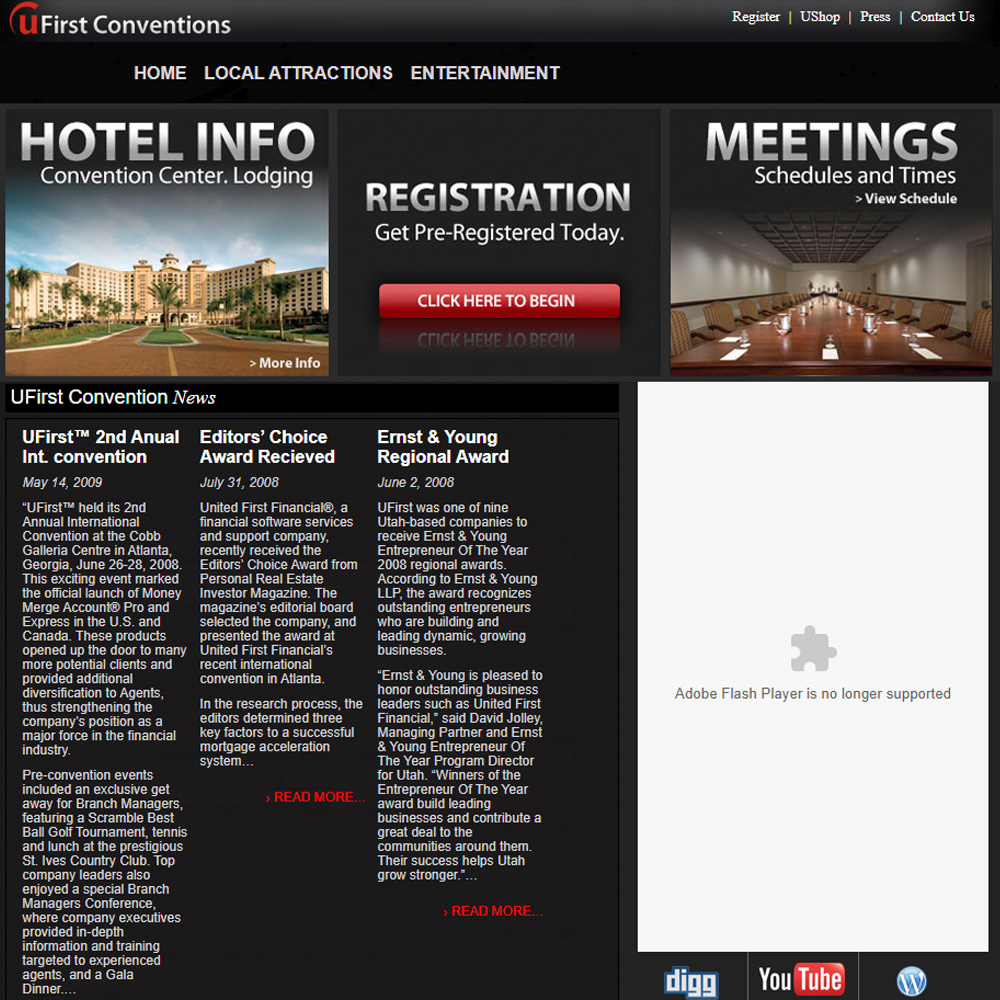 uFirst Conventions
Register | UShop | Press | Contact Us
HOME LOCAL ATTRACTIONS ENTERTAINMENT
HOTEL INFO
Convention Center. Lodging
> More Info
REGISTRATION
Get Pre-Registered Today.
CLICK HERE TO BEGIN
MEETINGS
Schedules and Times
> View Schedule
UFirst Convention News
UFirst™ 2nd Anual
Int. convention
May 14, 2009
“UFirst™ held its 2nd
Annual International
Convention at the Cobb
Galleria Centre in Atlanta,
Georgia, June 26-28, 2008.
This exciting event marked
the official launch of Money
Merge Account® Pro and
Express in the U.S. and
Canada. These products
opened up the door to many
more potential clients and
provided additional
diversification to Agents,
thus strengthening the
company’s position as a
major force in the financial
industry.
Pre-convention events
included an exclusive get
away for Branch Managers,
featuring a Scramble Best
Ball Golf Tournament, tennis
and lunch at the prestigious
St. Ives Country Club. Top
company leaders also
enjoyed a special Branch
Managers Conference,
where company executives
provided in-depth
information and training
targeted to experienced
agents, and a Gala
Dinner....
Editors’ Choice
Award Recieved
July 31, 2008
United First Financial®, a
financial software services
and support company,
recently received the
Editors’ Choice Award from
Personal Real Estate
Investor Magazine. The
magazine’s editorial board
selected the company, and
presented the award at
United First Financial’s
recent international
convention in Atlanta.
In the research process, the
editors determined three
key factors to a successful
mortgage acceleration
system…
› READ MORE...
Ernst & Young
Regional Award
June 2, 2008
UFirst was one of nine
Utah-based companies to
receive Ernst & Young
Entrepreneur Of The Year
2008 regional awards.
According to Ernst & Young
LLP, the award recognizes
outstanding entrepreneurs
who are building and
leading dynamic, growing
businesses.
“Ernst & Young is pleased to
honor outstanding business
leaders such as United First
Financial,” said David Jolley,
Managing Partner and Ernst
& Young Entrepreneur Of
The Year Program Director
for Utah. “Winners of the
Entrepreneur Of The Year
award build leading
businesses and contribute a
great deal to the
communities around them.
Their success helps Utah
grow stronger.”…
› READ MORE...
Adobe Flash Player is no longer supported
digg
YouTube
W